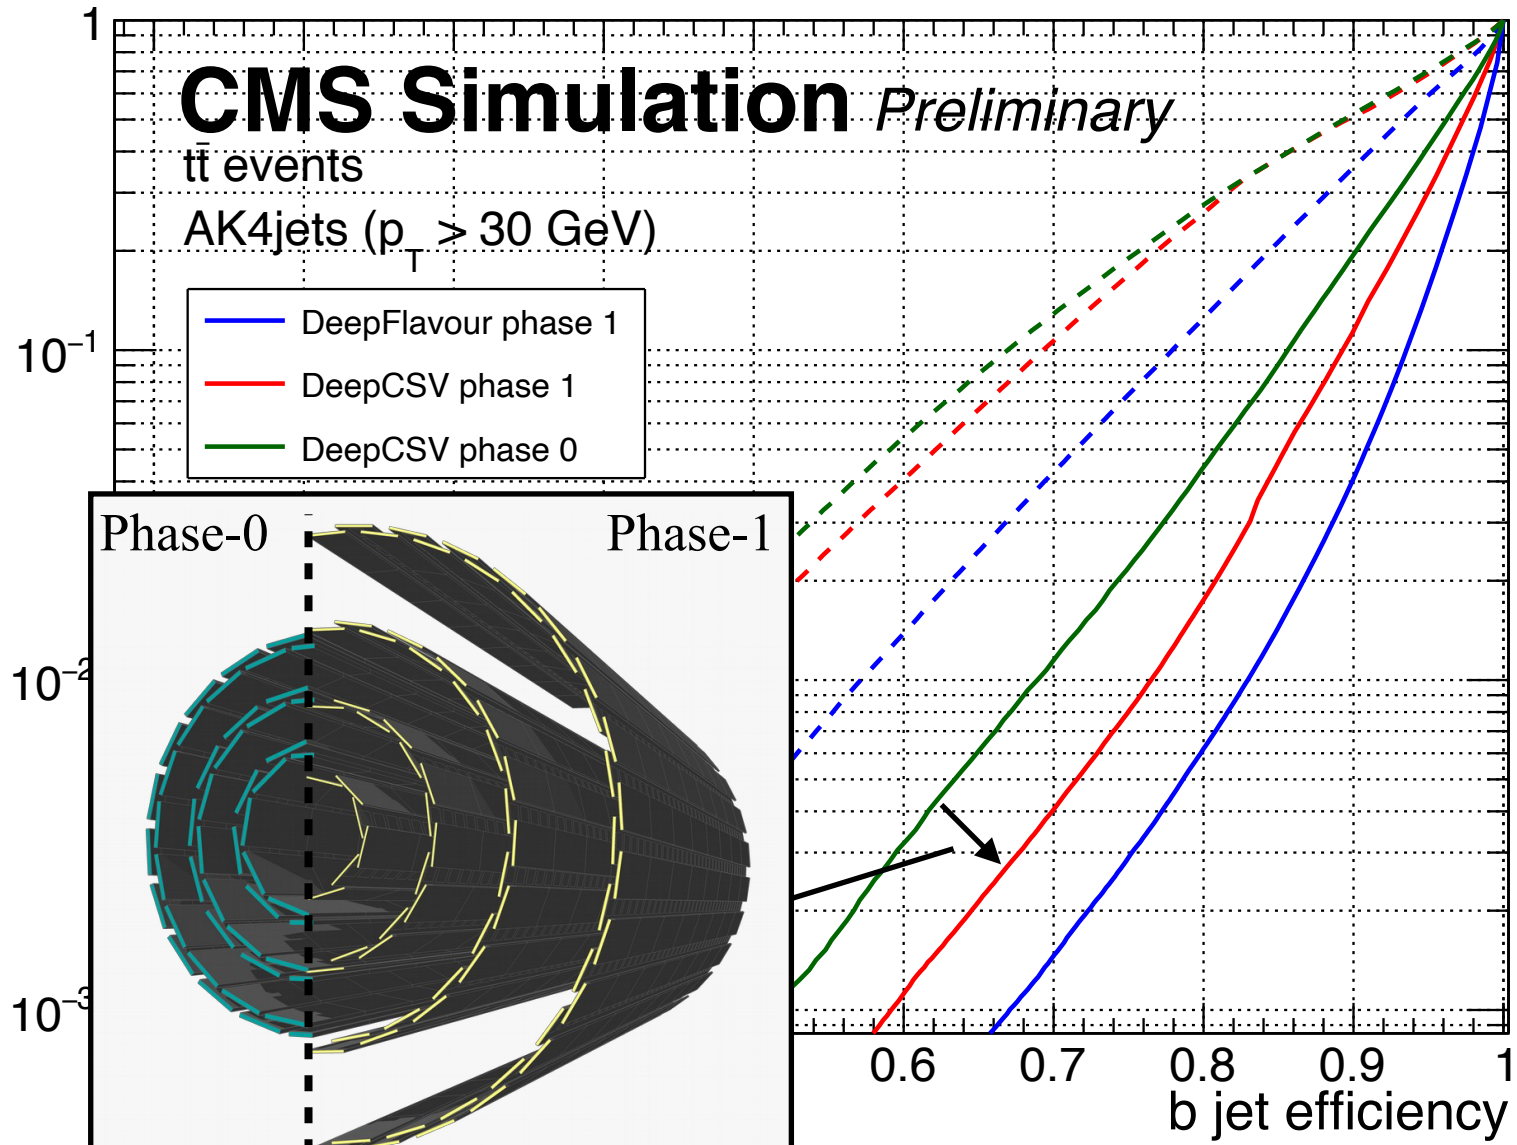 1
CMS Simulation Preliminary
tt̄ events
AK4jets (p_T > 30 GeV)
DeepFlavour phase 1
10⁻¹
DeepCSV phase 1
DeepCSV phase 0
Phase-0
Phase-1
10⁻²
10⁻³
0.6 0.7 0.8 0.9 1
b jet efficiency